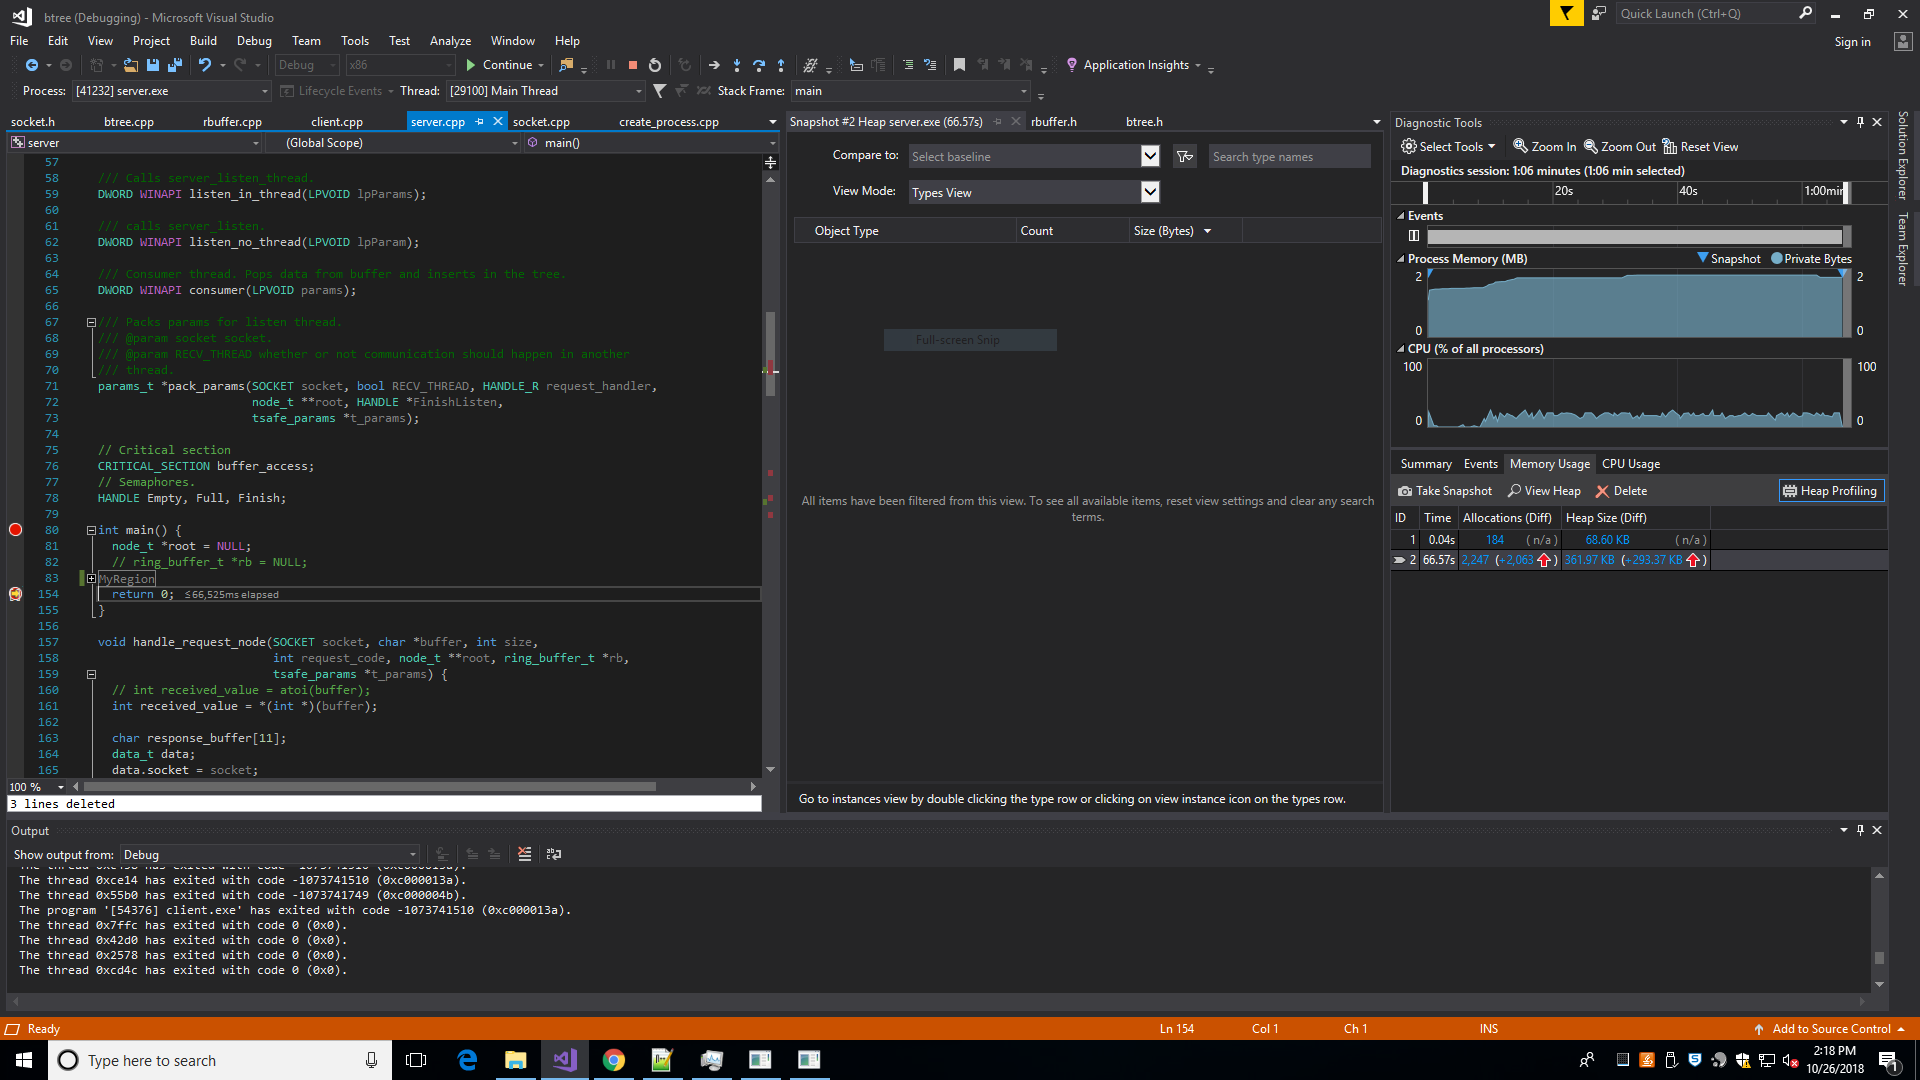 btree (Debugging) - Microsoft Visual Studio
Quick Launch (Ctrl+Q)
File Edit View Project Build Debug Team Tools Test Analyze Window Help
Sign in
Debug x86 Continue Application Insights
Process: [41232] server.exe Lifecycle Events Thread: [29100] Main Thread Stack Frame: main
socket.h btree.cpp rbuffer.cpp client.cpp server.cpp socket.cpp create_process.cpp
server (Global Scope) main()
57
58 /// Calls server_listen_thread.
59 DWORD WINAPI listen_in_thread(LPVOID lpParams);
60
61 /// calls server_listen.
62 DWORD WINAPI listen_no_thread(LPVOID lpParam);
63
64 /// Consumer thread. Pops data from buffer and inserts in the tree.
65 DWORD WINAPI consumer(LPVOID params);
66
67 /// Packs params for listen thread.
68 /// @param socket socket.
69 /// @param RECV_THREAD whether or not communication should happen in another
70 /// thread.
71 params_t *pack_params(SOCKET socket, bool RECV_THREAD, HANDLE_R request_handler,
72 node_t **root, HANDLE *FinishListen,
73 tsafe_params *t_params);
74
75 // Critical section
76 CRITICAL_SECTION buffer_access;
77 // Semaphores.
78 HANDLE Empty, Full, Finish;
79
80 int main() {
81 node_t *root = NULL;
82 // ring_buffer_t *rb = NULL;
83 MyRegion
154 return 0; ≤66,525ms elapsed
155 }
156
157 void handle_request_node(SOCKET socket, char *buffer, int size,
158 int request_code, node_t **root, ring_buffer_t *rb,
159 tsafe_params *t_params) {
160 // int received_value = atoi(buffer);
161 int received_value = *(int *)(buffer);
162
163 char response_buffer[11];
164 data_t data;
165 data.socket = socket;
100 %
3 lines deleted
Snapshot #2 Heap server.exe (66.57s) rbuffer.h btree.h
Compare to: Select baseline Search type names
View Mode: Types View
Object Type Count Size (Bytes)
Full-screen Snip
All items have been filtered from this view. To see all available items, reset view settings and clear any search
terms.
Go to instances view by double clicking the type row or clicking on view instance icon on the types row.
Diagnostic Tools
Select Tools Zoom In Zoom Out Reset View
Diagnostics session: 1:06 minutes (1:06 min selected)
20s 40s 1:00min
Events
Process Memory (MB) Snapshot Private Bytes
2 2
0 0
CPU (% of all processors)
100 100
0 0
Summary Events Memory Usage CPU Usage
Take Snapshot View Heap Delete Heap Profiling
ID Time Allocations (Diff) Heap Size (Diff)
1 0.04s 184 (n/a) 68.60 KB (n/a)
2 66.57s 2,247 (+2,063) 361.97 KB (+293.37 KB)
Solution Explorer
Team Explorer
Output
Show output from: Debug
The thread 0xce14 has exited with code -1073741510 (0xc000013a).
The thread 0x55b0 has exited with code -1073741749 (0xc000004b).
The program '[54376] client.exe' has exited with code -1073741510 (0xc000013a).
The thread 0x7ffc has exited with code 0 (0x0).
The thread 0x42d0 has exited with code 0 (0x0).
The thread 0x2578 has exited with code 0 (0x0).
The thread 0xcd4c has exited with code 0 (0x0).
Ready Ln 154 Col 1 Ch 1 INS Add to Source Control
Type here to search
2:18 PM
10/26/2018
1